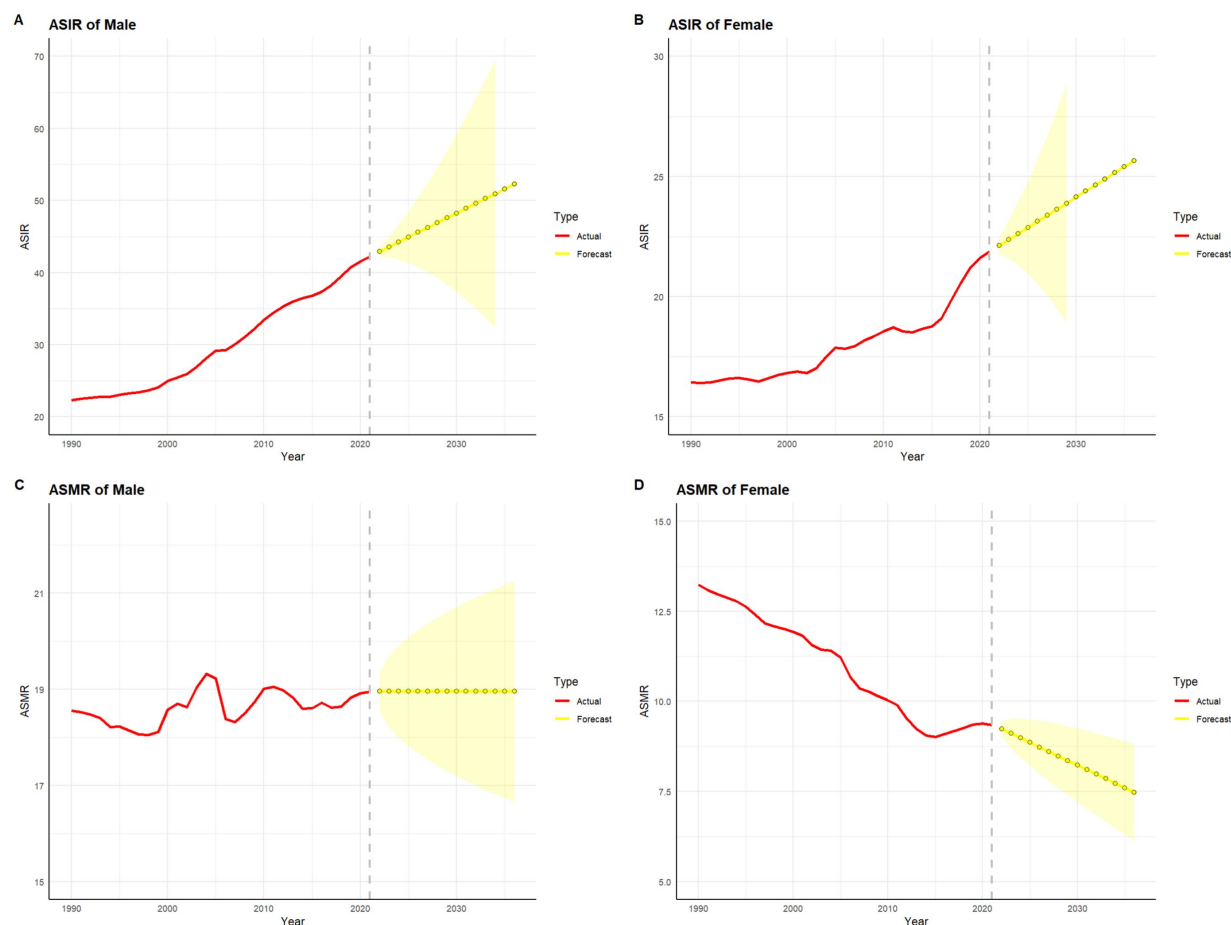 A
ASIR of Male
70
60
50
40
30
20
ASIR
1990
2000
2010
2020
2030
Year
Type
Actual
Forecast
B
ASIR of Female
30
25
20
15
ASIR
1990
2000
2010
2020
2030
Year
Type
Actual
Forecast
C
ASMR of Male
21
19
17
15
ASMR
1990
2000
2010
2020
2030
Year
Type
Actual
Forecast
D
ASMR of Female
15.0
12.5
10.0
7.5
5.0
ASMR
1990
2000
2010
2020
2030
Year
Type
Actual
Forecast